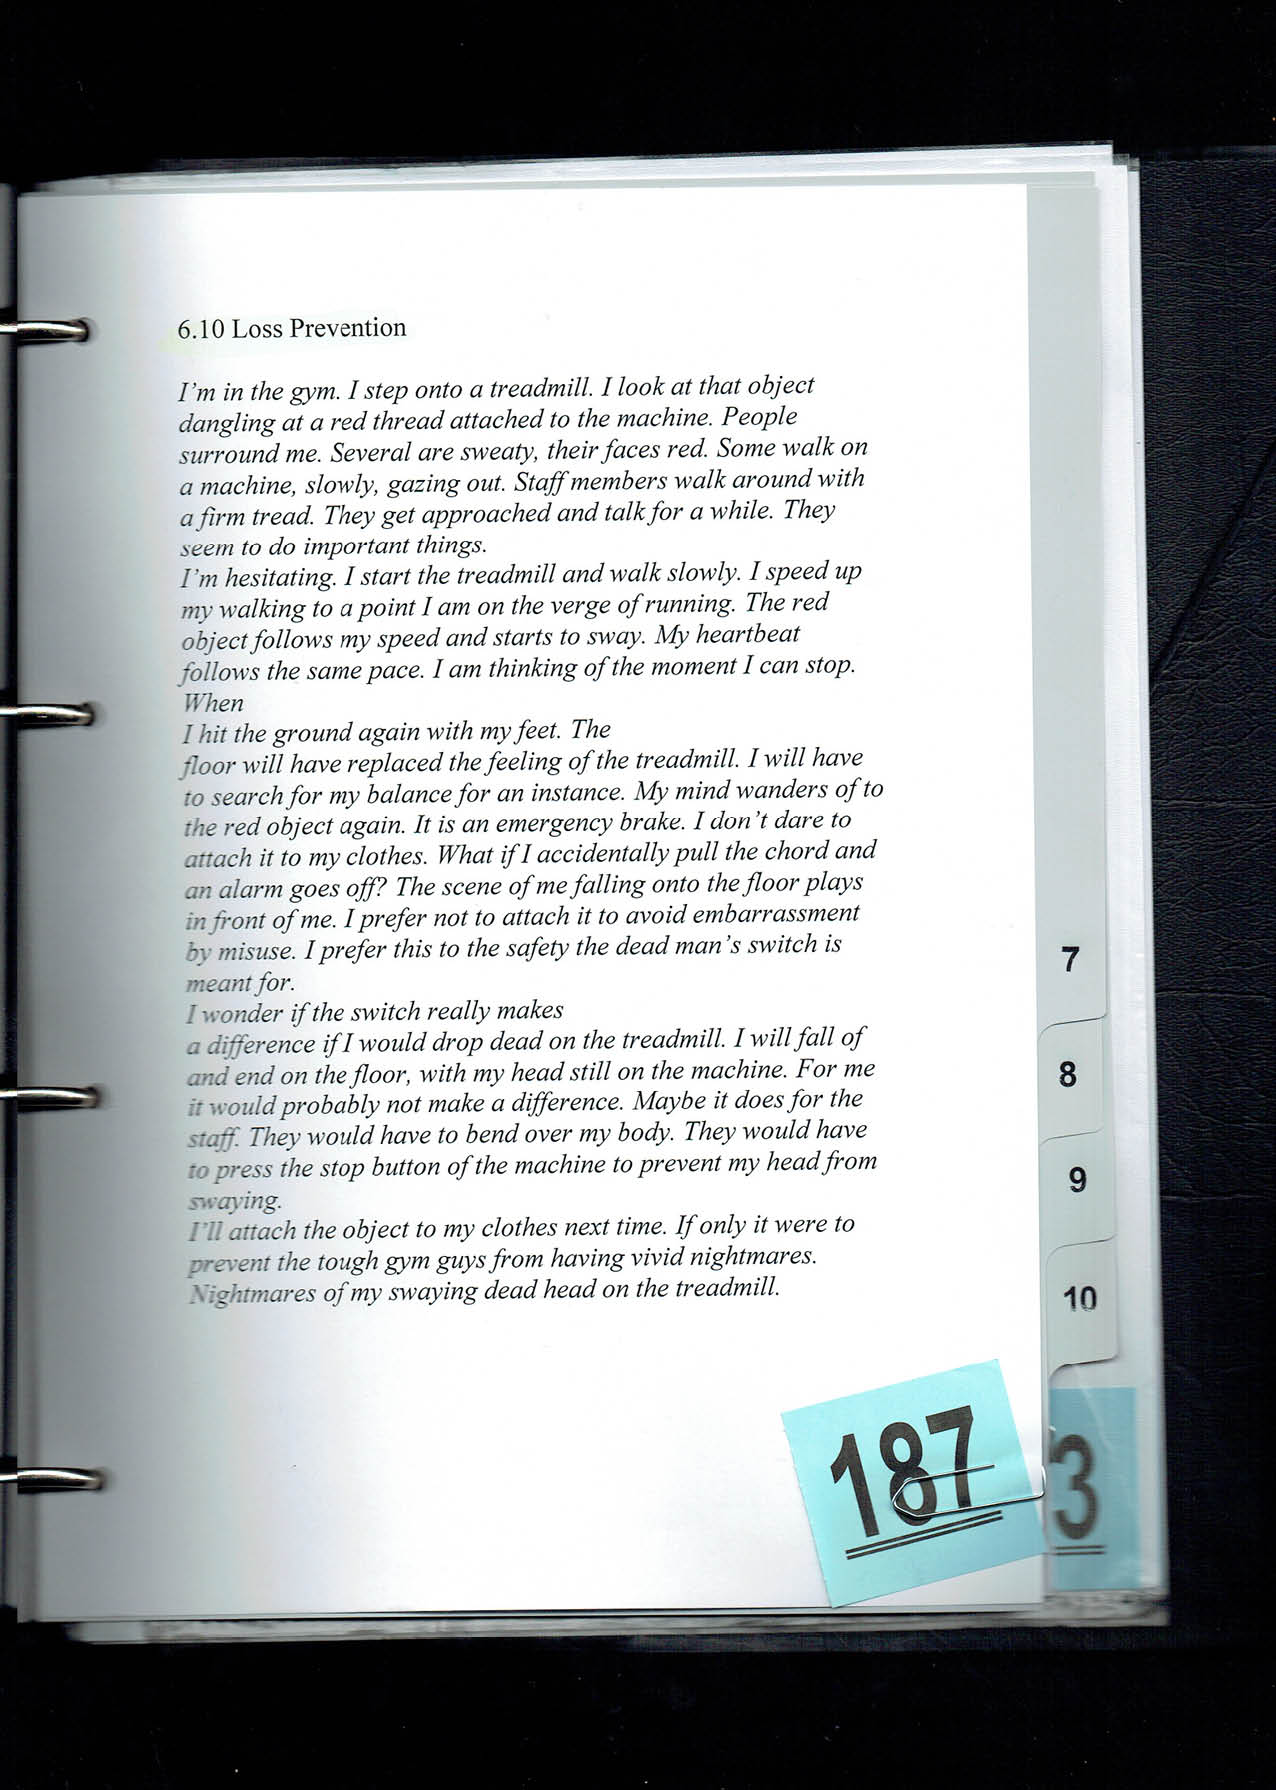 6.10 Loss Prevention
I'm in the gym. I step onto a treadmill. I look at that object
dangling at a red thread attached to the machine. People
surround me. Several are sweaty, their faces red. Some walk on
a machine, slowly, gazing out. Staff members walk around with
a firm tread. They get approached and talk for a while. They
seem to do important things.
I'm hesitating. I start the treadmill and walk slowly. I speed up
my walking to a point I am on the verge of running. The red
object follows my speed and starts to sway. My heartbeat
follows the same pace. I am thinking of the moment I can stop.
When
I hit the ground again with my feet. The
floor will have replaced the feeling of the treadmill. I will have
to search for my balance for an instance. My mind wanders of to
the red object again. It is an emergency brake. I don't dare to
attach it to my clothes. What if I accidentally pull the chord and
an alarm goes off? The scene of me falling onto the floor plays
in front of me. I prefer not to attach it to avoid embarrassment
by misuse. I prefer this to the safety the dead man's switch is
meant for.
I wonder if the switch really makes
a difference if I would drop dead on the treadmill. I will fall of
and end on the floor, with my head still on the machine. For me
it would probably not make a difference. Maybe it does for the
staff. They would have to bend over my body. They would have
to press the stop button of the machine to prevent my head from
swaying.
I'll attach the object to my clothes next time. If only it were to
prevent the tough gym guys from having vivid nightmares.
Nightmares of my swaying dead head on the treadmill.
7
8
9
10
187
3